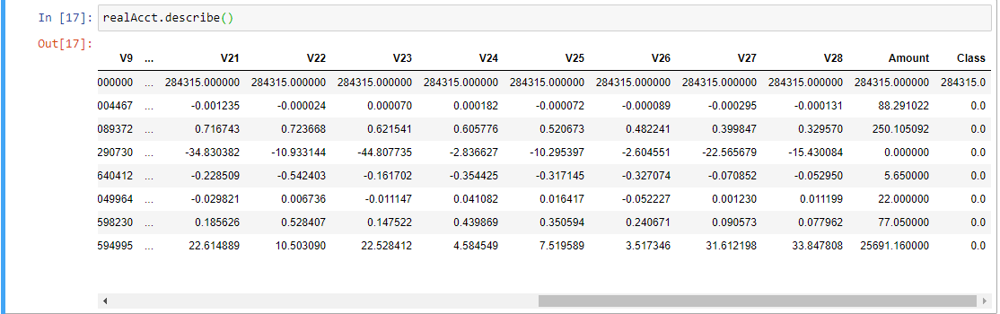 In [17]: realAcct.describe()
Out[17]:
V9 ... V21 V22 V23 V24 V25 V26 V27 V28 Amount Class
000000 ... 284315.000000 284315.000000 284315.000000 284315.000000 284315.000000 284315.000000 284315.000000 284315.000000 284315.000000 284315.0
004467 ... -0.001235 -0.000024 0.000070 0.000182 -0.000072 -0.000089 -0.000295 -0.000131 88.291022 0.0
089372 ... 0.716743 0.723668 0.621541 0.605776 0.520673 0.482241 0.399847 0.329570 250.105092 0.0
290730 ... -34.830382 -10.933144 -44.807735 -2.836627 -10.295397 -2.604551 -22.565679 -15.430084 0.000000 0.0
640412 ... -0.228509 -0.542403 -0.161702 -0.354425 -0.317145 -0.327074 -0.070852 -0.052950 5.650000 0.0
049964 ... -0.029821 0.006736 -0.011147 0.041082 0.016417 -0.052227 0.001230 0.011199 22.000000 0.0
598230 ... 0.185626 0.528407 0.147522 0.439869 0.350594 0.240671 0.090573 0.077962 77.050000 0.0
594995 ... 22.614889 10.503090 22.528412 4.584549 7.519589 3.517346 31.612198 33.847808 25691.160000 0.0